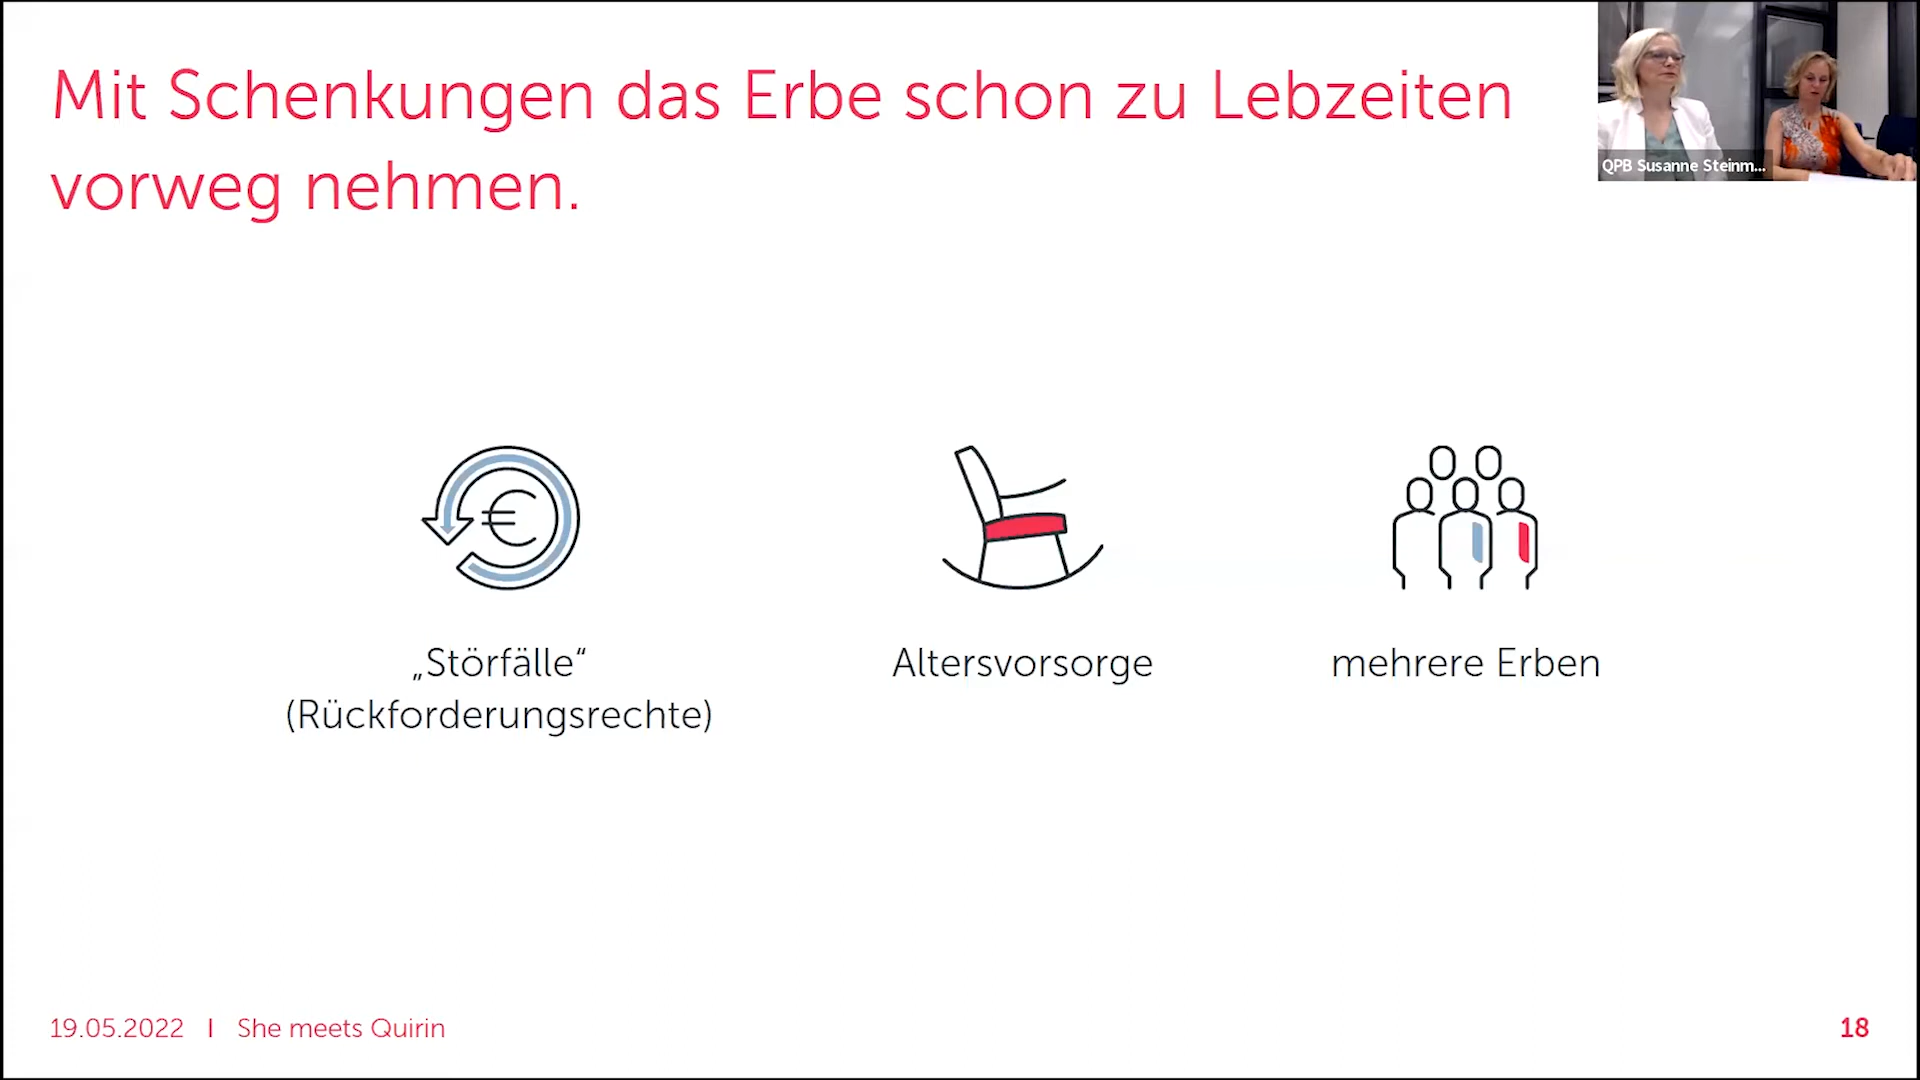 Mit Schenkungen das Erbe schon zu Lebzeiten
vorweg nehmen.
QPB Susanne Steinm...
€
„Störfälle“
(Rückforderungsrechte)
Altersvorsorge
mehrere Erben
19.05.2022 I She meets Quirin
18